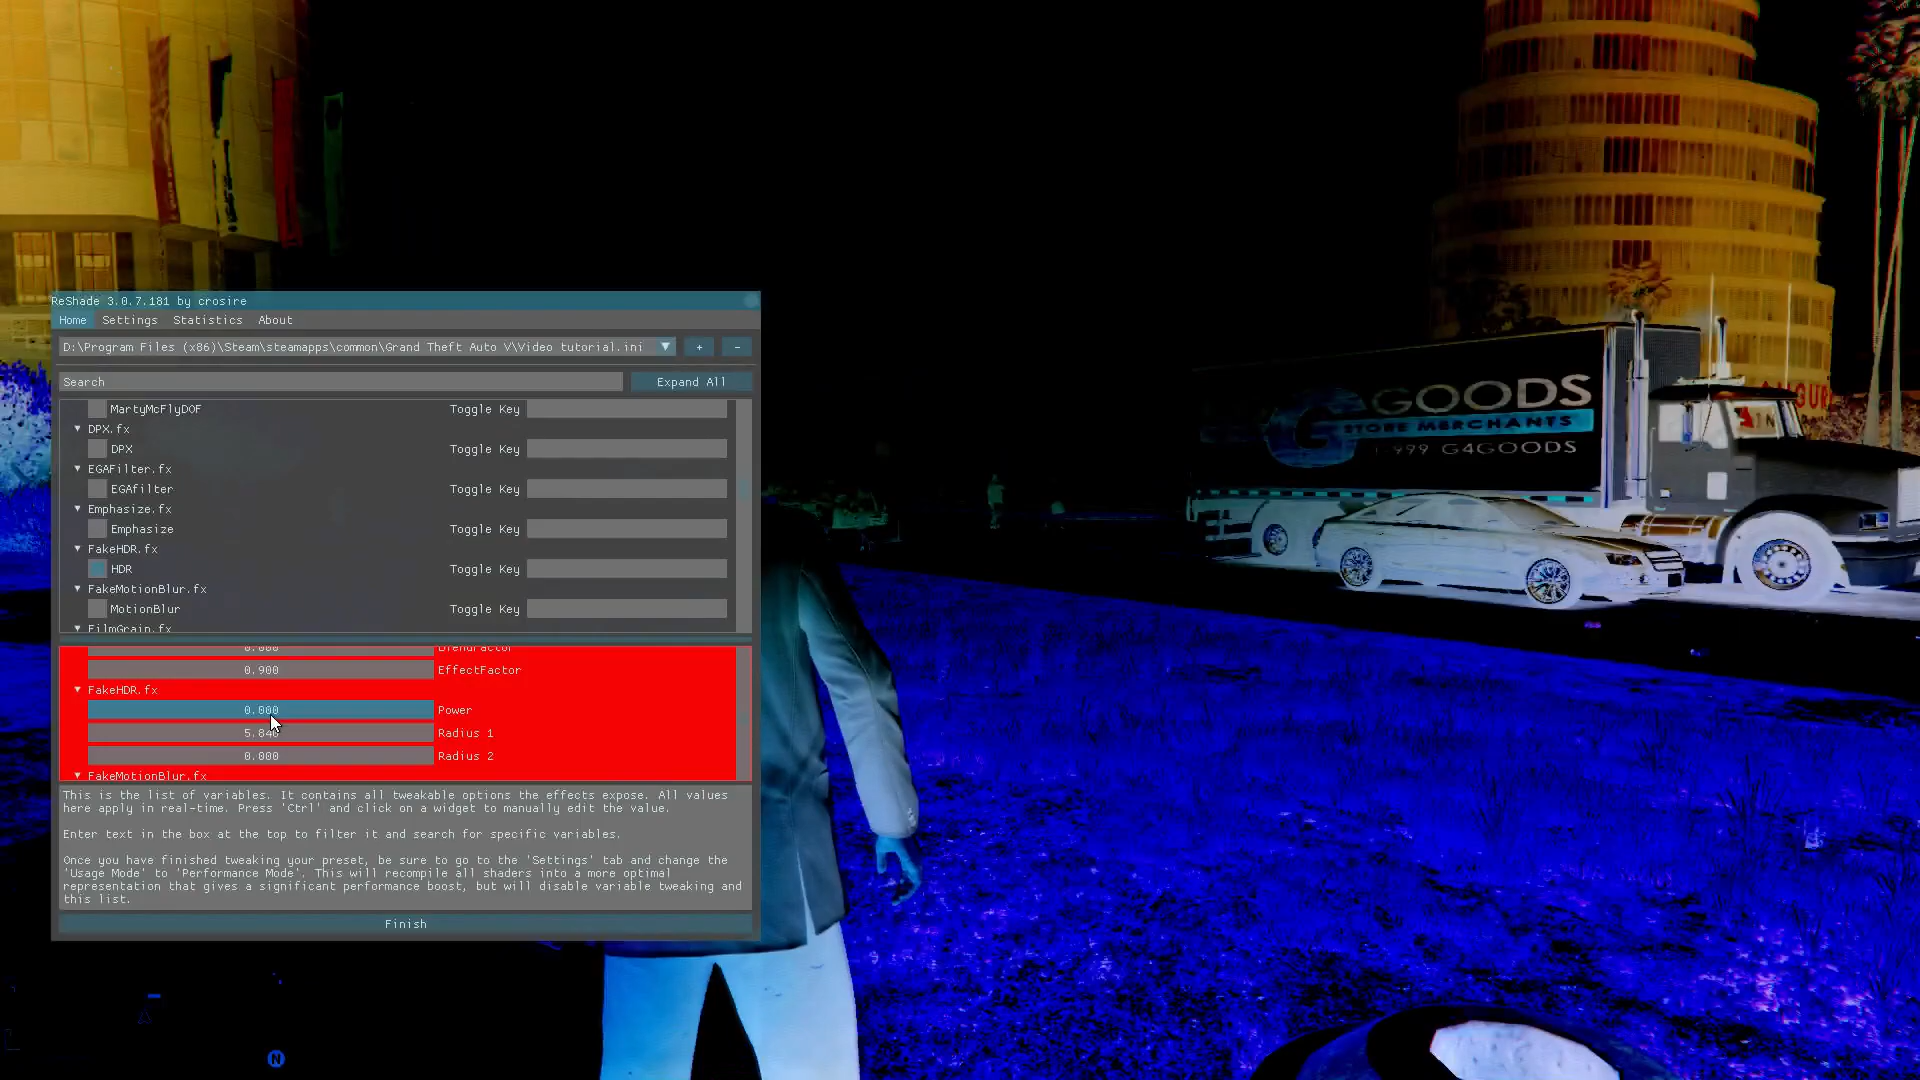 ReShade 3.0.7.181 by crosire
Home Settings Statistics About
D:\Program Files (x86)\Steam\steamapps\common\Grand Theft Auto V\Video tutorial.ini
+ -
Search
Expand All
MartyMcFlyDOF Toggle Key
DPX.fx
DPX Toggle Key
EGAFilter.fx
EGAfilter Toggle Key
Emphasize.fx
Emphasize Toggle Key
FakeHDR.fx
HDR Toggle Key
FakeMotionBlur.fx
MotionBlur Toggle Key
FilmGrain.fx
0.900 EffectFactor
FakeHDR.fx
0.000 Power
Radius 1
0.000 Radius 2
FakeMotionBlur.fx
This is the list of variables. It contains all tweakable options the effects expose. All values
here apply in real-time. Press 'Ctrl' and click on a widget to manually edit the value.
Enter text in the box at the top to filter it and search for specific variables.
Once you have finished tweaking your preset, be sure to go to the 'Settings' tab and change the
'Usage Mode' to 'Performance Mode'. This will recompile all shaders into a more optimal
representation that gives a significant performance boost, but will disable variable tweaking and
this list.
Finish
GOODS
G
STORE MERCHANTS
999 G4GOODS
N